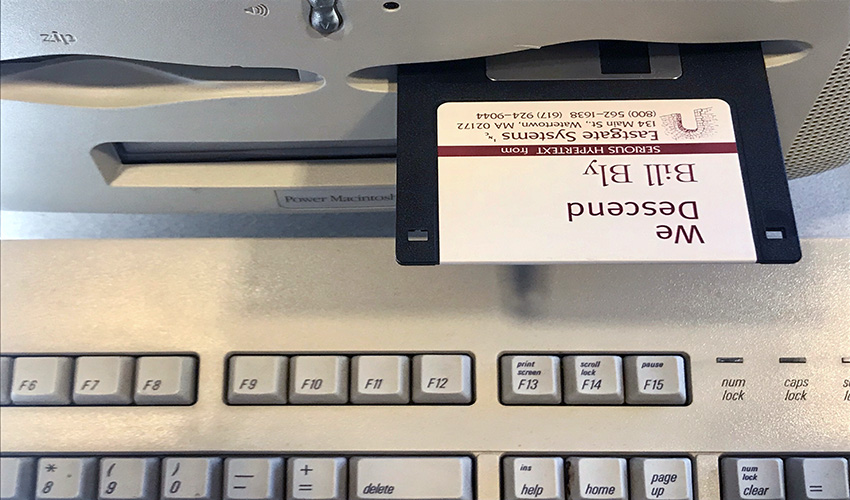 Power Macintosh
We
Descend
Bill Bly
SERIOUS HYPERTEXT from
Eastgate Systems
134 Main St., Watertown, MA 02172
(800) 562-1638 (617) 924-9044
F6 F7 F8 F9 F10 F11 F12
print
screen
F13
scroll
lock
F14
pause
F15
num
lock
caps
lock
* 8
( 9
) 0
—
-
+
=
delete
ins
help
home
page
up
num
lock
clear
=